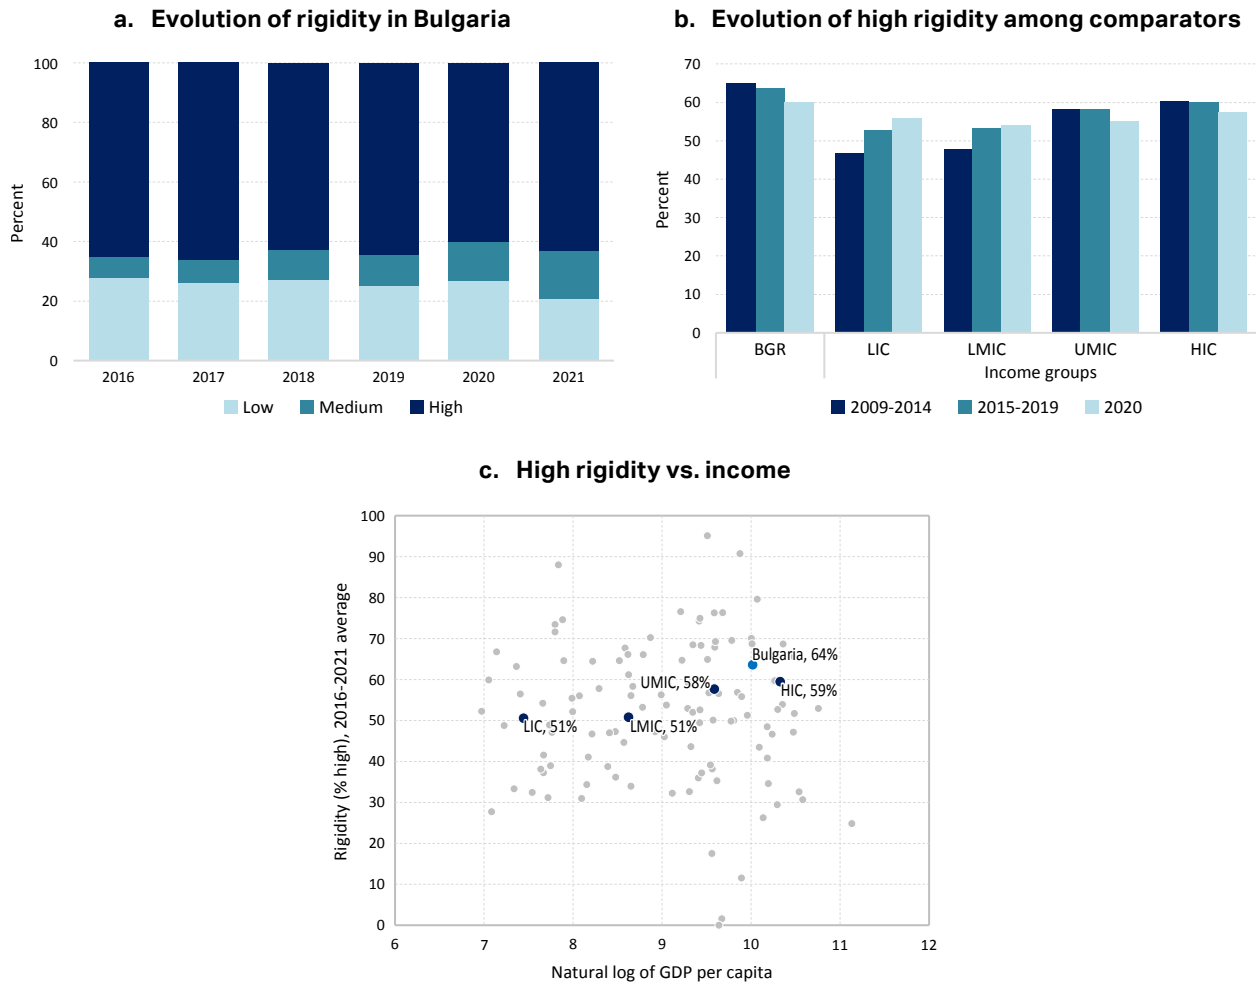 a. Evolution of rigidity in Bulgaria
Percent
100
80
60
40
20
0
2016 2017 2018 2019 2020 2021
Low Medium High
b. Evolution of high rigidity among comparators
Percent
70
60
50
40
30
20
10
0
BGR LIC LMIC UMIC HIC
Income groups
2009-2014 2015-2019 2020
c. High rigidity vs. income
Rigidity (% high), 2016-2021 average
100
90
80
70
60
50
40
30
20
10
0
Bulgaria, 64%
UMIC, 58%
HIC, 59%
LIC, 51%
LMIC, 51%
6 7 8 9 10 11 12
Natural log of GDP per capita